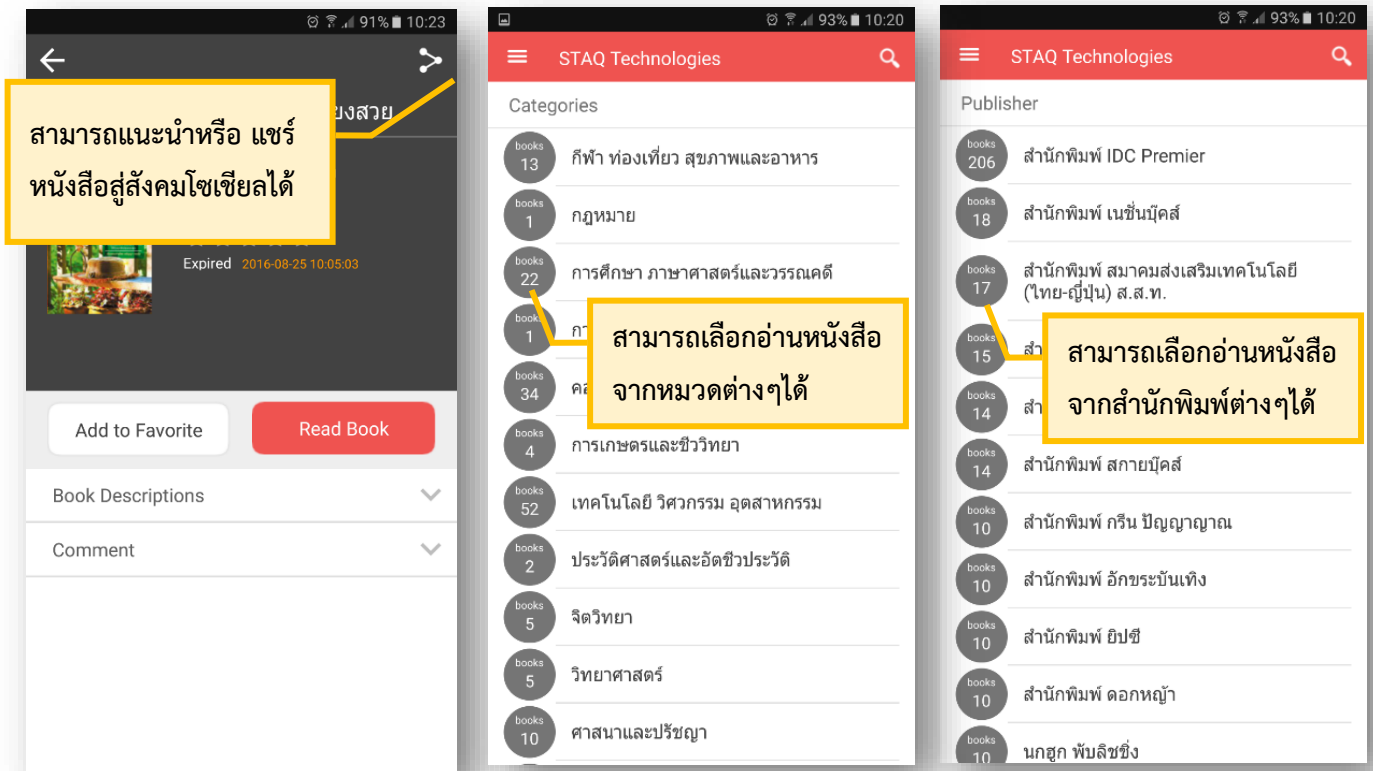 91% 10:23
ยงสวย
สามารถแนะนำหรือ แชร์
หนังสือสู่สังคมโซเชียลได้
Expired 2016-08-25 10:05:03
Add to Favorite
Read Book
Book Descriptions
Comment
93% 10:20
STAQ Technologies
Categories
books
13
กีฬา ท่องเที่ยว สุขภาพและอาหาร
books
1
กฎหมาย
books
22
การศึกษา ภาษาศาสตร์และวรรณคดี
books
1
กา
books
34
books
4
การเกษตรและชีววิทยา
books
52
เทคโนโลยี วิศวกรรม อุตสาหกรรม
books
2
ประวัติศาสตร์และอัตชีวประวัติ
books
5
จิตวิทยา
books
5
วิทยาศาสตร์
books
10
ศาสนาและปรัชญา
สามารถเลือกอ่านหนังสือ
จากหมวดต่างๆได้
93% 10:20
STAQ Technologies
Publisher
books
206
สำนักพิมพ์ IDC Premier
books
18
สำนักพิมพ์ เนชั่นบุ๊คส์
books
17
สำนักพิมพ์ สมาคมส่งเสริมเทคโนโลยี
(ไทย-ญี่ปุ่น) ส.ส.ท.
books
15
สำ
books
14
สำ
books
14
สำนักพิมพ์ สกายบุ๊คส์
books
10
สำนักพิมพ์ กรีน ปัญญาญาณ
books
10
สำนักพิมพ์ อักขระบันเทิง
books
10
สำนักพิมพ์ ยิปซี
books
10
สำนักพิมพ์ ดอกหญ้า
books
10
นกฮูก พับลิชชิ่ง
สามารถเลือกอ่านหนังสือ
จากสำนักพิมพ์ต่างๆได้